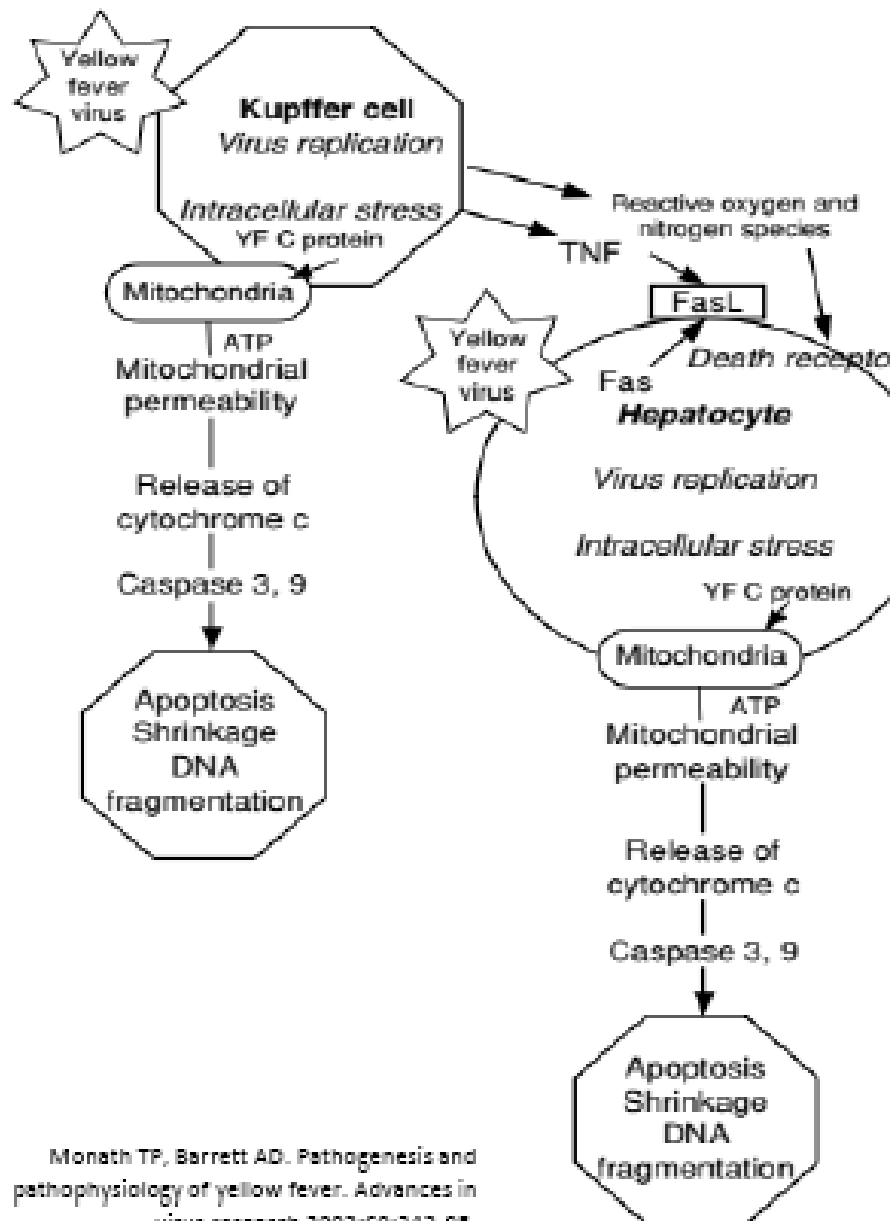 Yellow
fever
virus
Kupffer cell
Virus replication
Intracellular stress
YF C protein
Mitochondria
ATP
Mitochondrial
permeability
Release of
cytochrome c
Caspase 3, 9
Apoptosis
Shrinkage
DNA
fragmentation
Reactive oxygen and
nitrogen species
TNF
FasL
Yellow
fever
virus
Death recepto
Fas
Hepatocyte
Virus replication
Intracellular stress
YF C protein
Mitochondria
ATP
Mitochondrial
permeability
Release of
cytochrome c
Caspase 3, 9
Apoptosis
Shrinkage
DNA
fragmentation
Monath TP, Barrett AD. Pathogenesis and
pathophysiology of yellow fever. Advances in
virus research